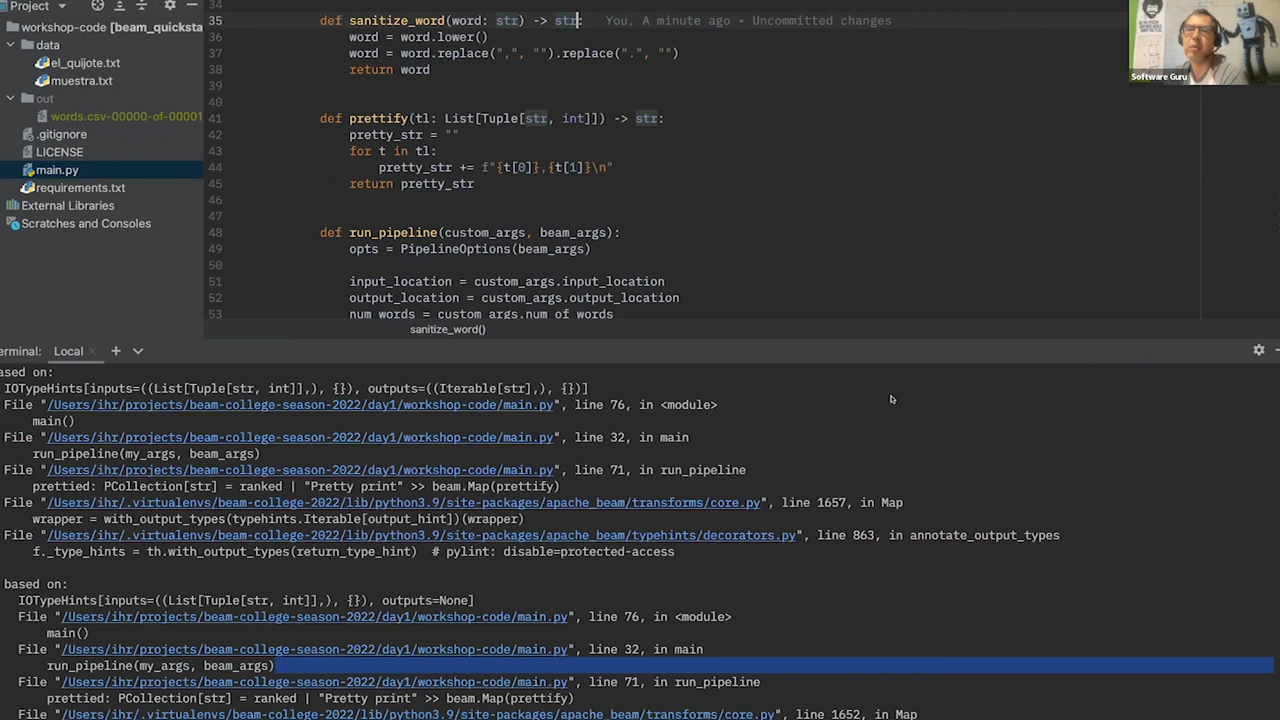 Project
workshop-code [beam_quicksta
data
el_quijote.txt
muestra.txt
out
words.csv-00000-of-00001
.gitignore
LICENSE
main.py
requirements.txt
External Libraries
Scratches and Consoles
34
35 def sanitize_word(word: str) -> str: You, A minute ago • Uncommitted changes
36 word = word.lower()
37 word = word.replace(",", "").replace(".", "")
38 return word
39
40
41 def prettify(tl: List[Tuple[str, int]]) -> str:
42 pretty_str = ""
43 for t in tl:
44 pretty_str += f"{t[0]},{t[1]}\n"
45 return pretty_str
46
47
48 def run_pipeline(custom_args, beam_args):
49 opts = PipelineOptions(beam_args)
50
51 input_location = custom_args.input_location
52 output_location = custom_args.output_location
53 num_words = custom_args.num_of_words
sanitize_word()
Software Guru
erminal: Local
ased on:
IOTypeHints[inputs=((List[Tuple[str, int]],), {}), outputs=((Iterable[str],), {})]
File "/Users/ihr/projects/beam-college-season-2022/day1/workshop-code/main.py", line 76, in <module>
main()
File "/Users/ihr/projects/beam-college-season-2022/day1/workshop-code/main.py", line 32, in main
run_pipeline(my_args, beam_args)
File "/Users/ihr/projects/beam-college-season-2022/day1/workshop-code/main.py", line 71, in run_pipeline
prettied: PCollection[str] = ranked | "Pretty print" >> beam.Map(prettify)
File "/Users/ihr/.virtualenvs/beam-college-2022/lib/python3.9/site-packages/apache_beam/transforms/core.py", line 1657, in Map
wrapper = with_output_types(typehints.Iterable[output_hint])(wrapper)
File "/Users/ihr/.virtualenvs/beam-college-2022/lib/python3.9/site-packages/apache_beam/typehints/decorators.py", line 863, in annotate_output_types
f._type_hints = th.with_output_types(return_type_hint) # pylint: disable=protected-access
based on:
IOTypeHints[inputs=((List[Tuple[str, int]],), {}), outputs=None]
File "/Users/ihr/projects/beam-college-season-2022/day1/workshop-code/main.py", line 76, in <module>
main()
File "/Users/ihr/projects/beam-college-season-2022/day1/workshop-code/main.py", line 32, in main
run_pipeline(my_args, beam_args)
File "/Users/ihr/projects/beam-college-season-2022/day1/workshop-code/main.py", line 71, in run_pipeline
prettied: PCollection[str] = ranked | "Pretty print" >> beam.Map(prettify)
File "/Users/ihr/.virtualenvs/beam-college-2022/lib/python3.9/site-packages/apache_beam/transforms/core.py", line 1652, in Map